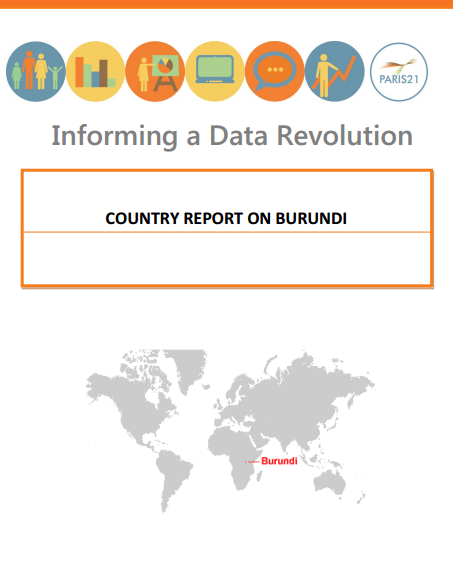 PARIS21
Informing a Data Revolution
COUNTRY REPORT ON BURUNDI
Burundi